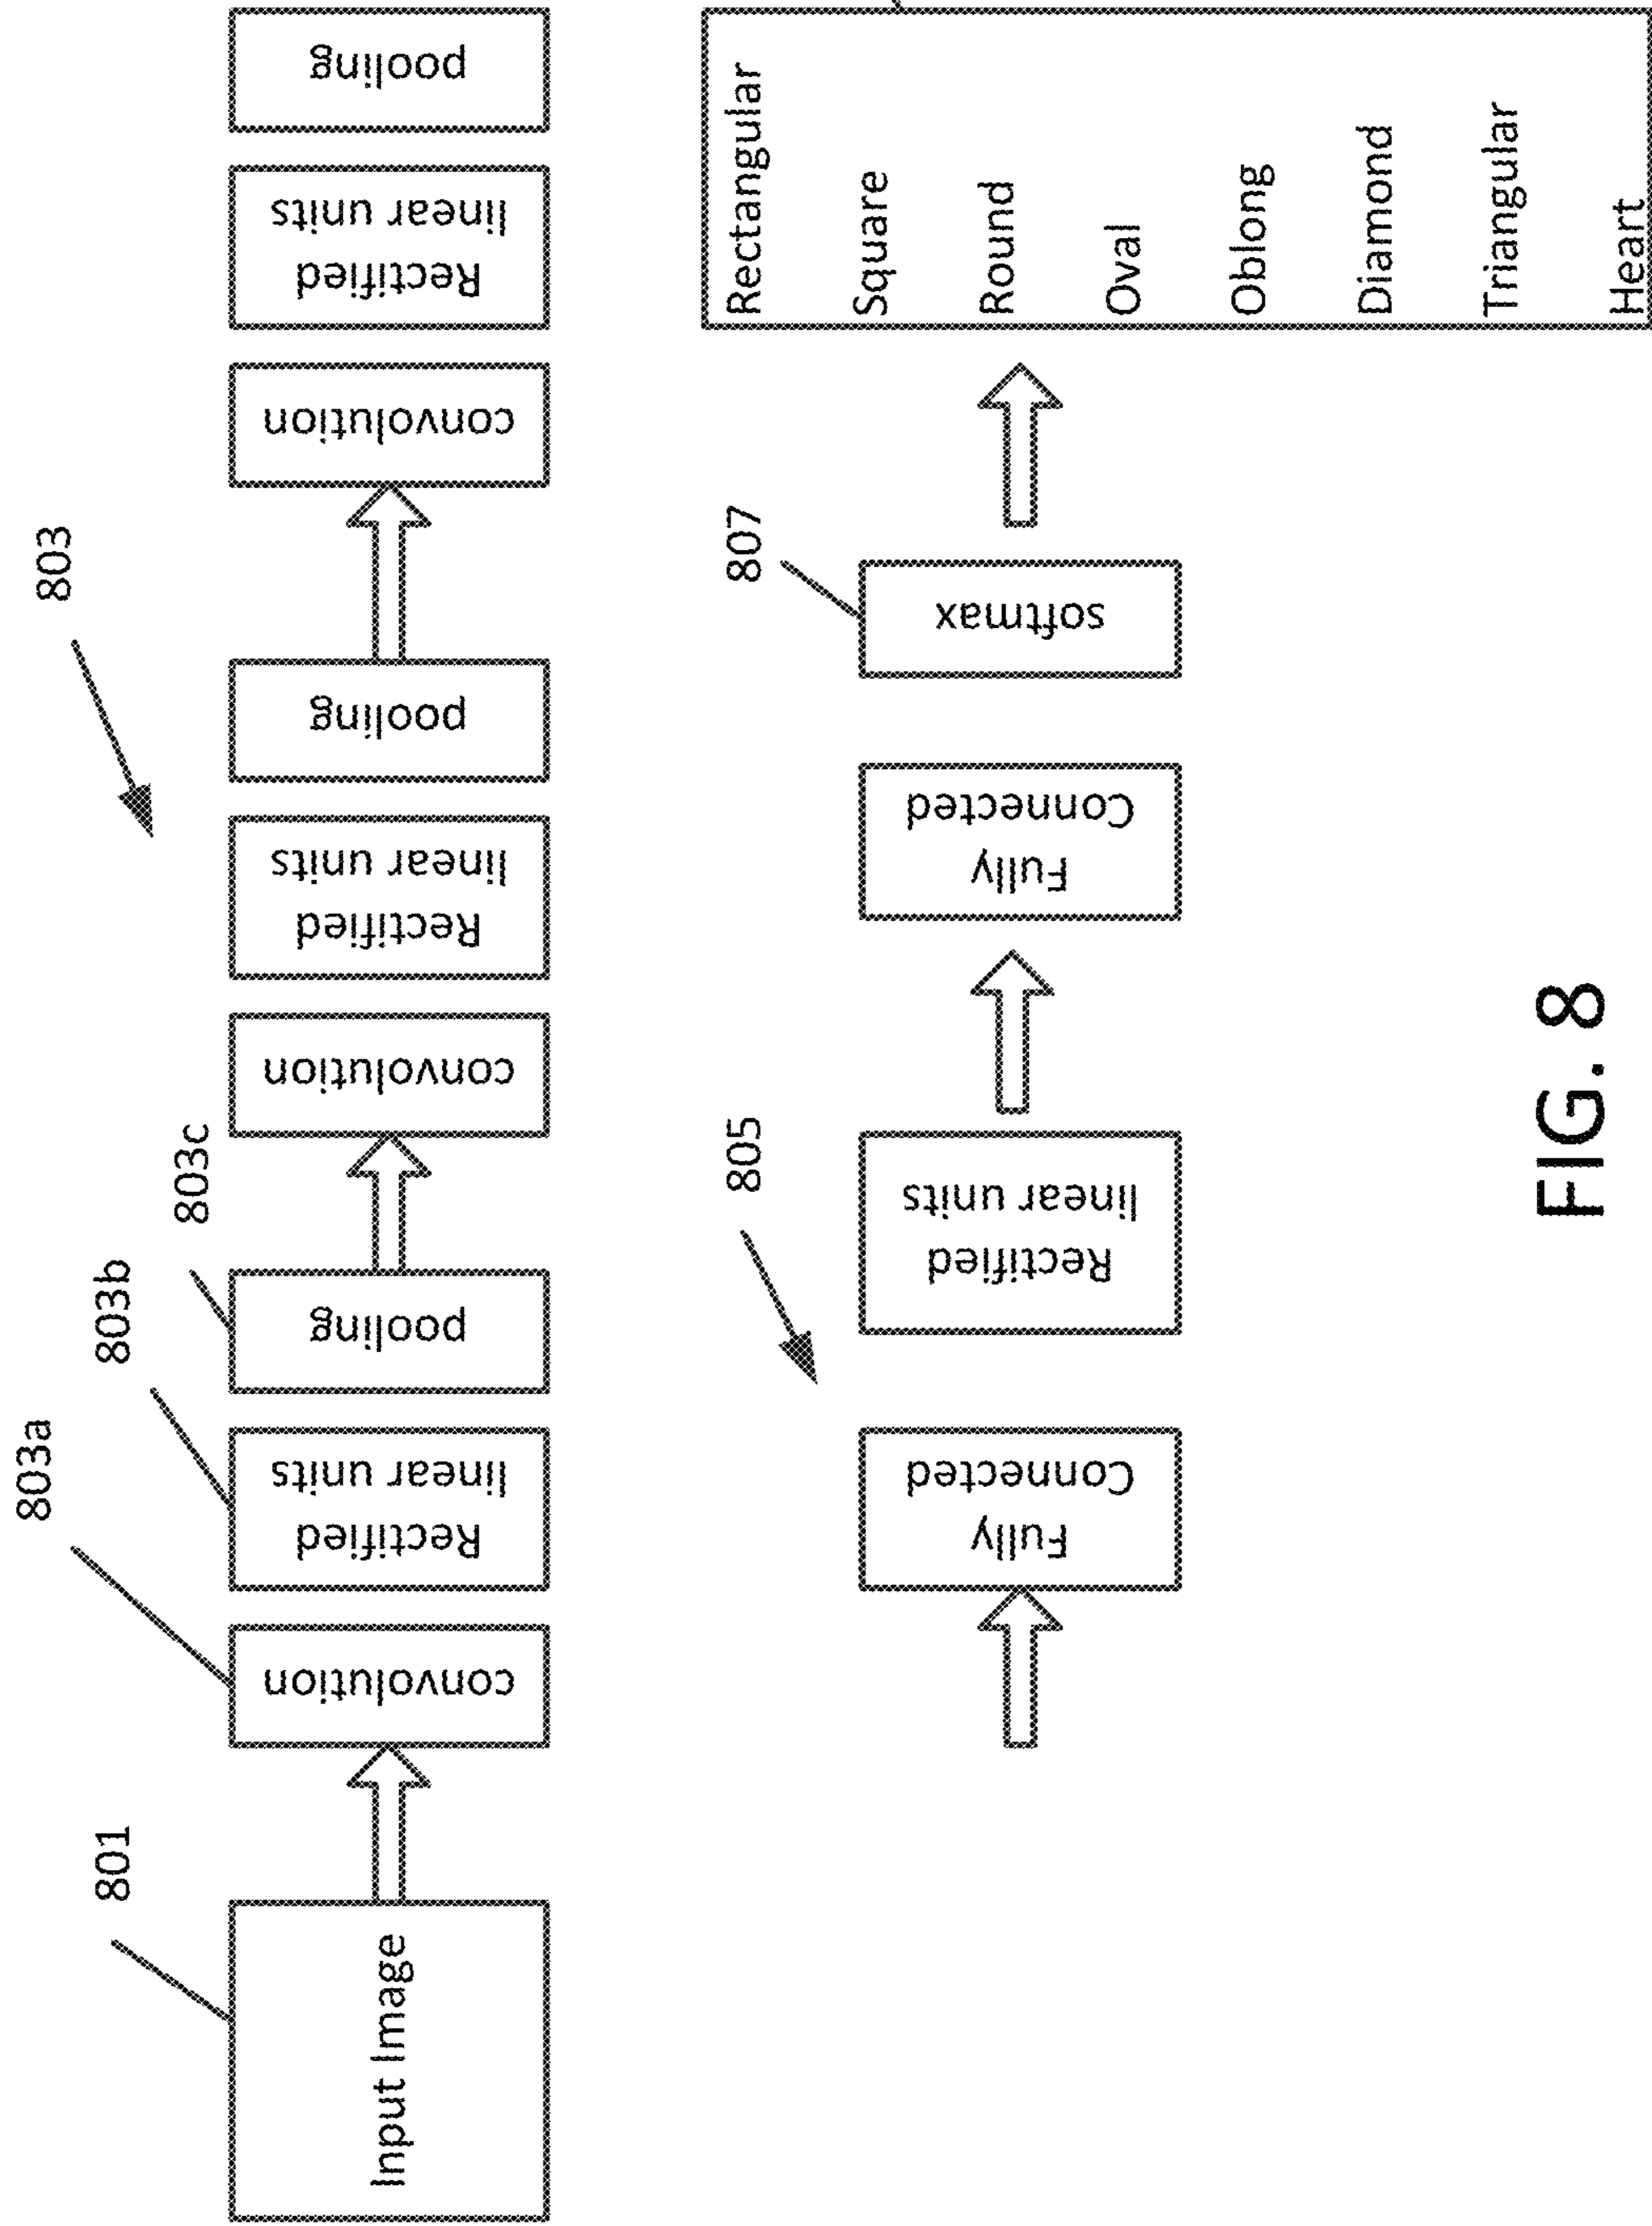 803
803a
803b
803c
801
Input Image
convolution
Rectified
linear units
pooling
convolution
Rectified
linear units
pooling
convolution
Rectified
linear units
pooling
805
807
Fully
Connected
Rectified
linear units
Fully
Connected
softmax
Rectangular
Square
Round
Oval
Oblong
Diamond
Triangular
Heart
FIG. 8